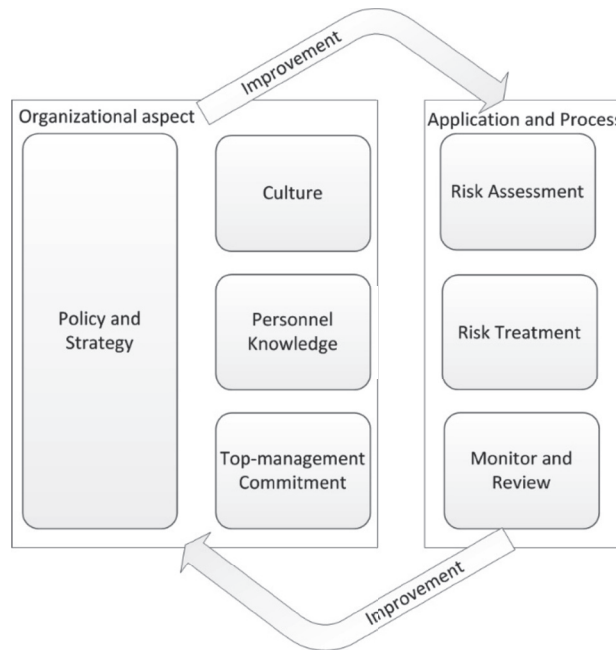 Improvement
Organizational aspect
Policy and
Strategy
Culture
Personnel
Knowledge
Top-management
Commitment
Application and Process
Risk Assessment
Risk Treatment
Monitor and
Review
Improvement